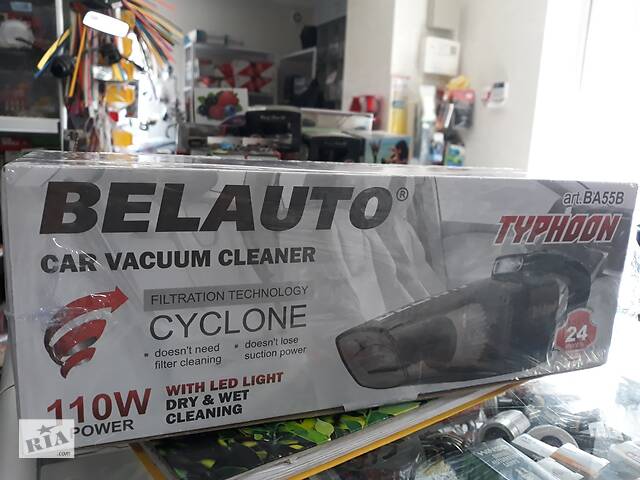 BELAUTO®
art.BA55B
TYPHOON
CAR VACUUM CLEANER
FILTRATION TECHNOLOGY
CYCLONE
• doesn't need filter cleaning
• doesn't lose suction power
24
110W
POWER
WITH LED LIGHT
DRY & WET
CLEANING
RIA
.com